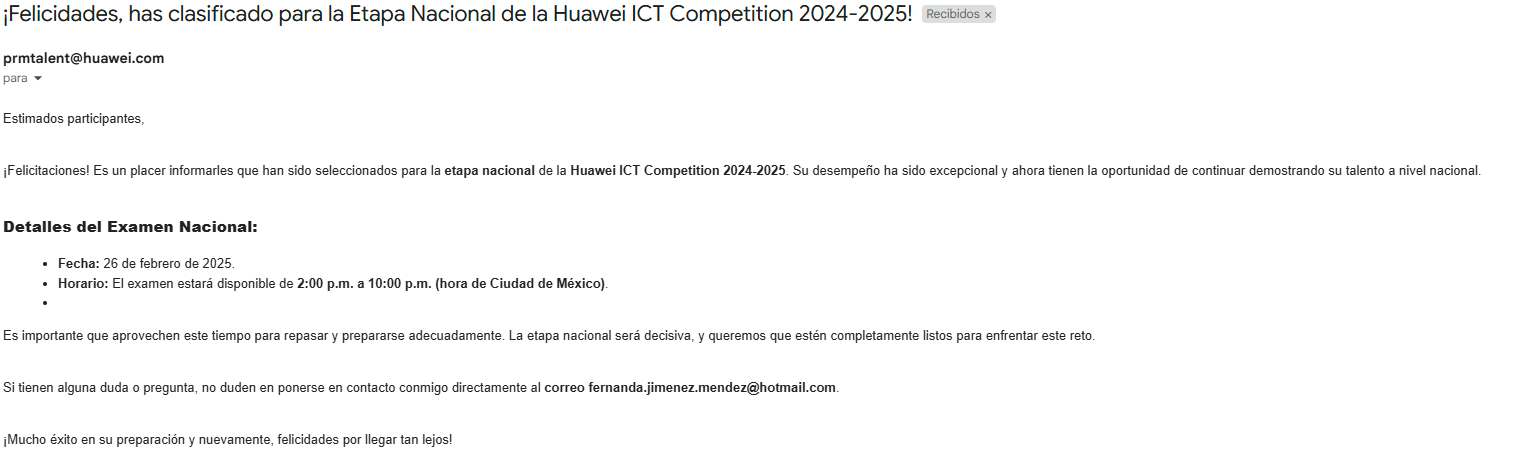 ¡Felicidades, has clasificado para la Etapa Nacional de la Huawei ICT Competition 2024-2025! Recibidos ×
prmtalent@huawei.com
para
Estimados participantes,
¡Felicitaciones! Es un placer informarles que han sido seleccionados para la etapa nacional de la Huawei ICT Competition 2024-2025. Su desempeño ha sido excepcional y ahora tienen la oportunidad de continuar demostrando su talento a nivel nacional.
Detalles del Examen Nacional:
• Fecha: 26 de febrero de 2025.
• Horario: El examen estará disponible de 2:00 p.m. a 10:00 p.m. (hora de Ciudad de México).
•
Es importante que aprovechen este tiempo para repasar y prepararse adecuadamente. La etapa nacional será decisiva, y queremos que estén completamente listos para enfrentar este reto.
Si tienen alguna duda o pregunta, no duden en ponerse en contacto conmigo directamente al correo fernanda.jimenez.mendez@hotmail.com.
¡Mucho éxito en su preparación y nuevamente, felicidades por llegar tan lejos!